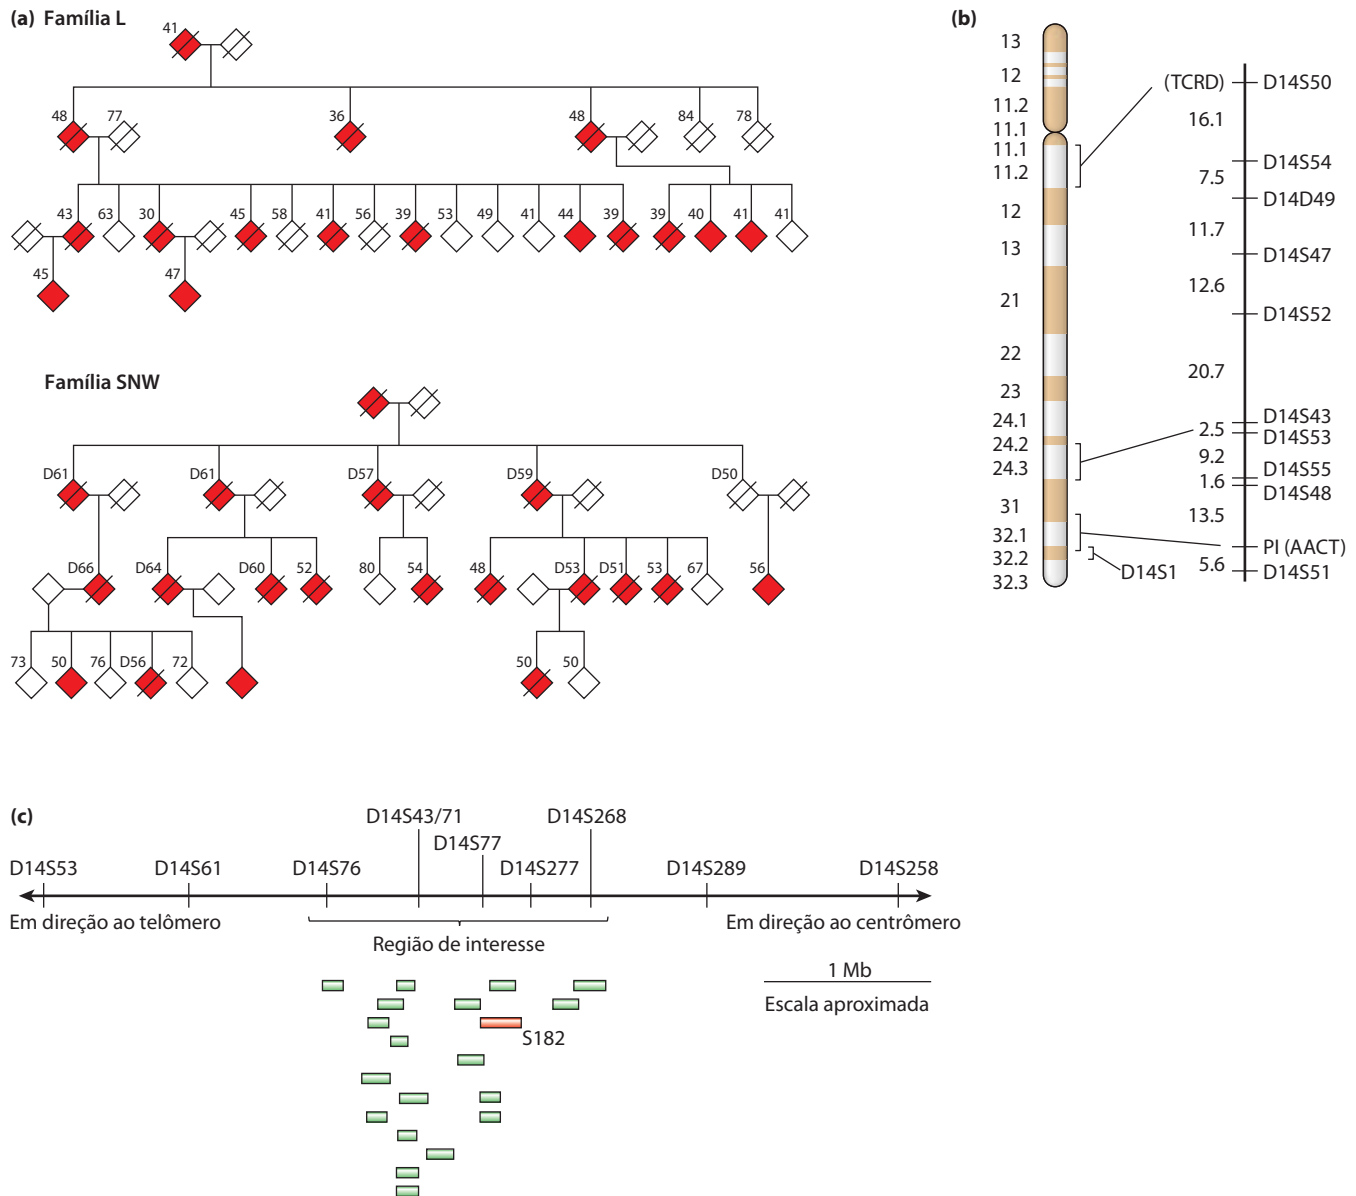 (a) Família L
41
48 77 36 48 84 78
43 63 30 45 58 41 56 39 53 49 41 44 39 39 40 41 41
45 47
Família SNW
D61 D61 D57 D59 D50
D66 D64 D60 52 80 54 48 D53 D51 53 67 56
73 50 76 D56 72 50 50
(b)
13
12
11.2
11.1
11.1
11.2
12
13
21
22
23
24.1
24.2
24.3
31
32.1
32.2
32.3
(TCRD)
D14S1
16.1
7.5
11.7
12.6
20.7
2.5
9.2
1.6
13.5
5.6
D14S50
D14S54
D14D49
D14S47
D14S52
D14S43
D14S53
D14S55
D14S48
PI (AACT)
D14S51
(c)
D14S43/71 D14S268
D14S77
D14S53 D14S61 D14S76 D14S277 D14S289 D14S258
Em direção ao telômero Em direção ao centrômero
Região de interesse
1 Mb
Escala aproximada
S182